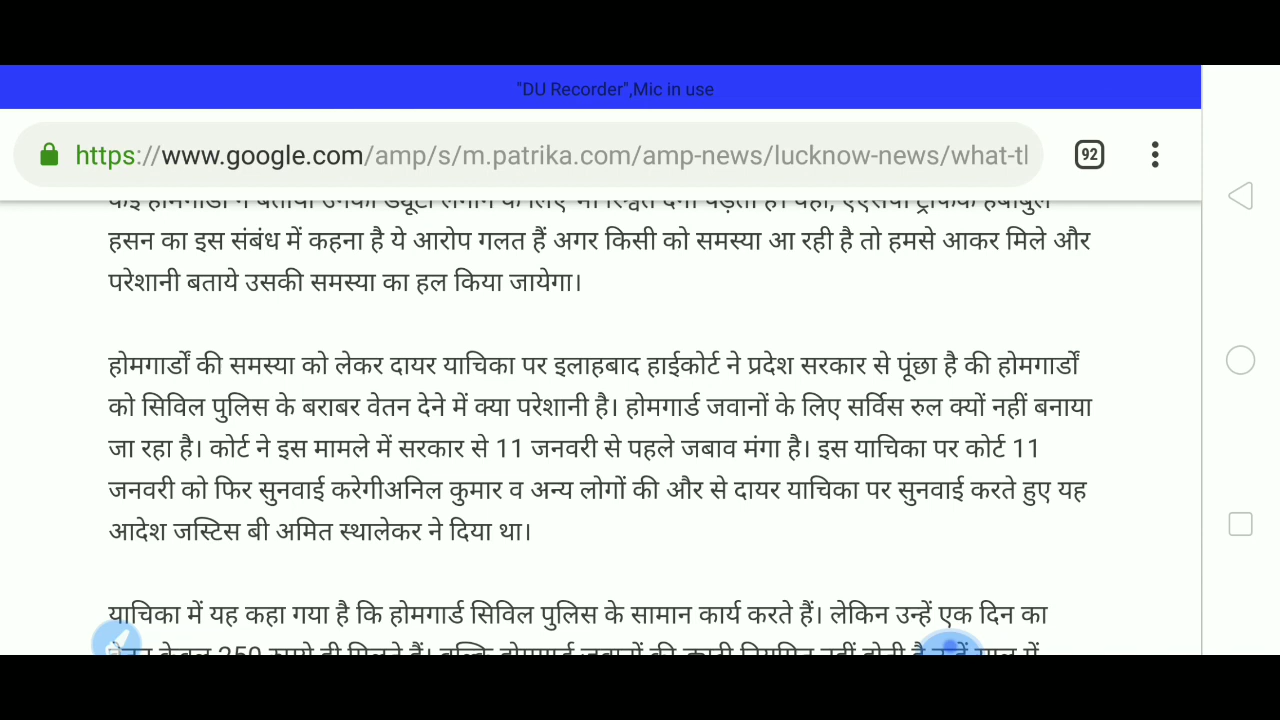 "DU Recorder",Mic in use
https://www.google.com/amp/s/m.patrika.com/amp-news/lucknow-news/what-tl
92
हसन का इस संबंध में कहना है ये आरोप गलत हैं अगर किसी को समस्या आ रही है तो हमसे आकर मिले और
परेशानी बताये उसकी समस्या का हल किया जायेगा।
होमगार्डों की समस्या को लेकर दायर याचिका पर इलाहबाद हाईकोर्ट ने प्रदेश सरकार से पूंछा है की होमगार्डों
को सिविल पुलिस के बराबर वेतन देने में क्या परेशानी है। होमगार्ड जवानों के लिए सर्विस रुल क्यों नहीं बनाया
जा रहा है। कोर्ट ने इस मामले में सरकार से 11 जनवरी से पहले जबाव मंगा है। इस याचिका पर कोर्ट 11
जनवरी को फिर सुनवाई करेगीअनिल कुमार व अन्य लोगों की और से दायर याचिका पर सुनवाई करते हुए यह
आदेश जस्टिस बी अमित स्थालेकर ने दिया था।
याचिका में यह कहा गया है कि होमगार्ड सिविल पुलिस के सामान कार्य करते हैं। लेकिन उन्हें एक दिन का